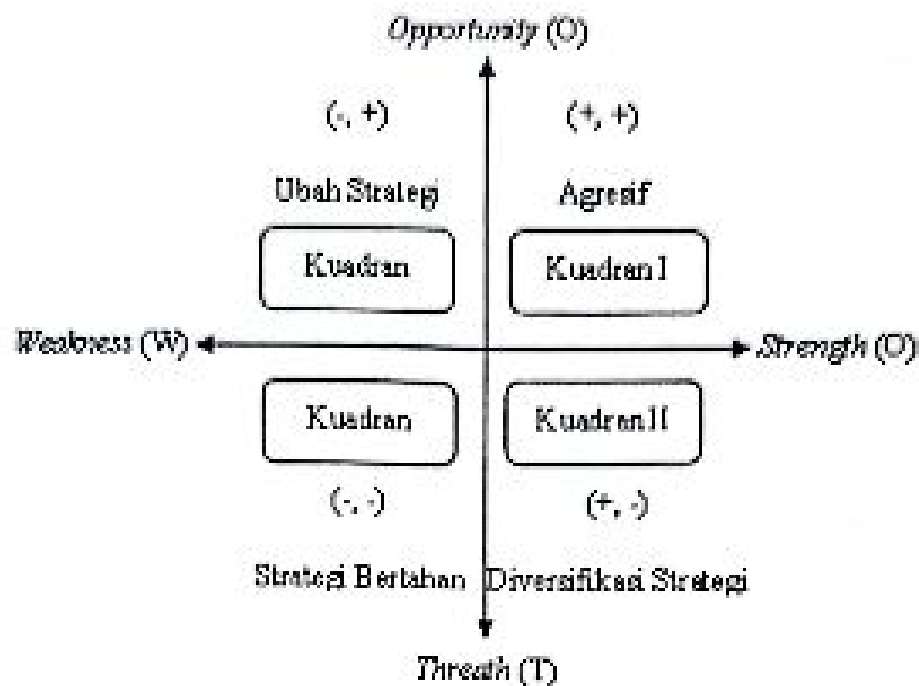 Opportunity (O)
(-, +)
(+, +)
Ubah Strategi
Agresif
Kuadran
Kuadran I
Weakness (W)
Strength (O)
Kuadran
Kuadran II
(-, -)
(+, -)
Strategi Bertahan
Diversifikasi Strategi
Threath (T)